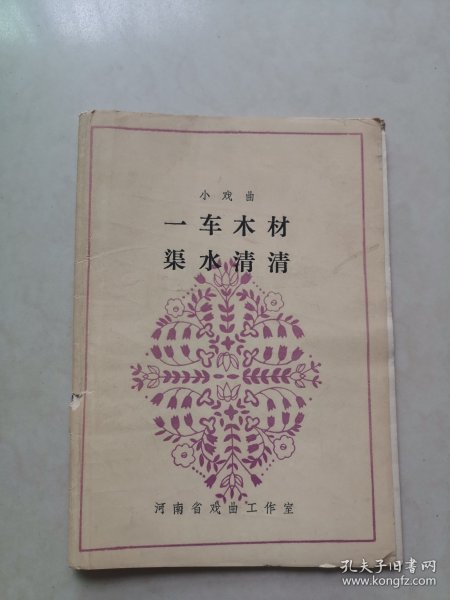 小戏曲
一车木材
渠水清清
河南省戏曲工作室
孔夫子旧书网
www.kongfz.com